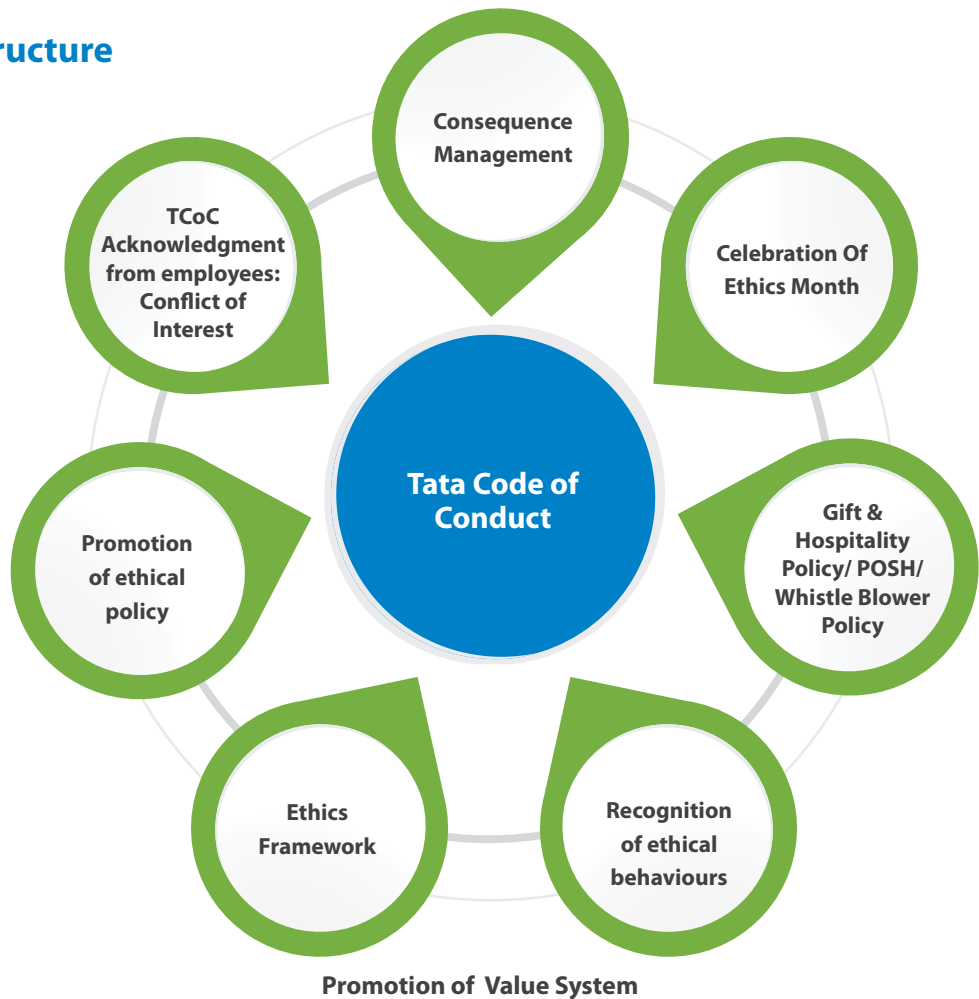 ructure
Consequence
Management
TCoC
Acknowledgment
from employees:
Conflict of
Interest
Celebration Of
Ethics Month
Tata Code of
Conduct
Promotion
of ethical
policy
Gift &
Hospitality
Policy/ POSH/
Whistle Blower
Policy
Ethics
Framework
Recognition
of ethical
behaviours
Promotion of Value System